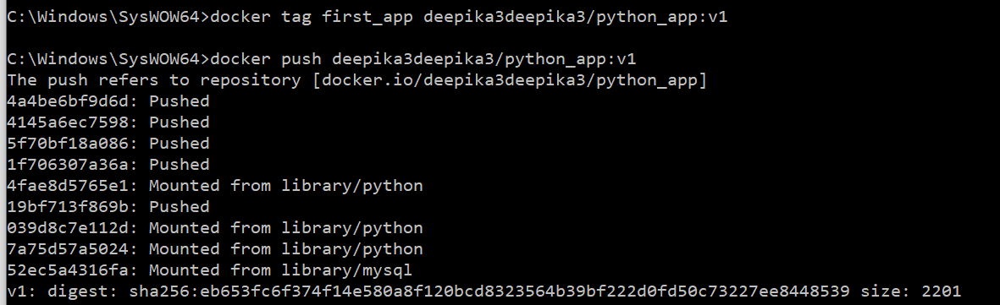 C:\Windows\SysWOW64>docker tag first_app deepika3deepika3/python_app:v1
C:\Windows\SysWOW64>docker push deepika3deepika3/python_app:v1
The push refers to repository [docker.io/deepika3deepika3/python_app]
4a4be6bf9d6d: Pushed
4145a6ec7598: Pushed
5f70bf18a086: Pushed
1f706307a36a: Pushed
4fae8d5765e1: Mounted from library/python
19bf713f869b: Pushed
039d8c7e112d: Mounted from library/python
7a75d57a5024: Mounted from library/python
52ec5a4316fa: Mounted from library/mysql
v1: digest: sha256:eb653fc6f374f14e580a8f120bcd8323564b39bf222d0fd50c73227ee8448539 size: 2201